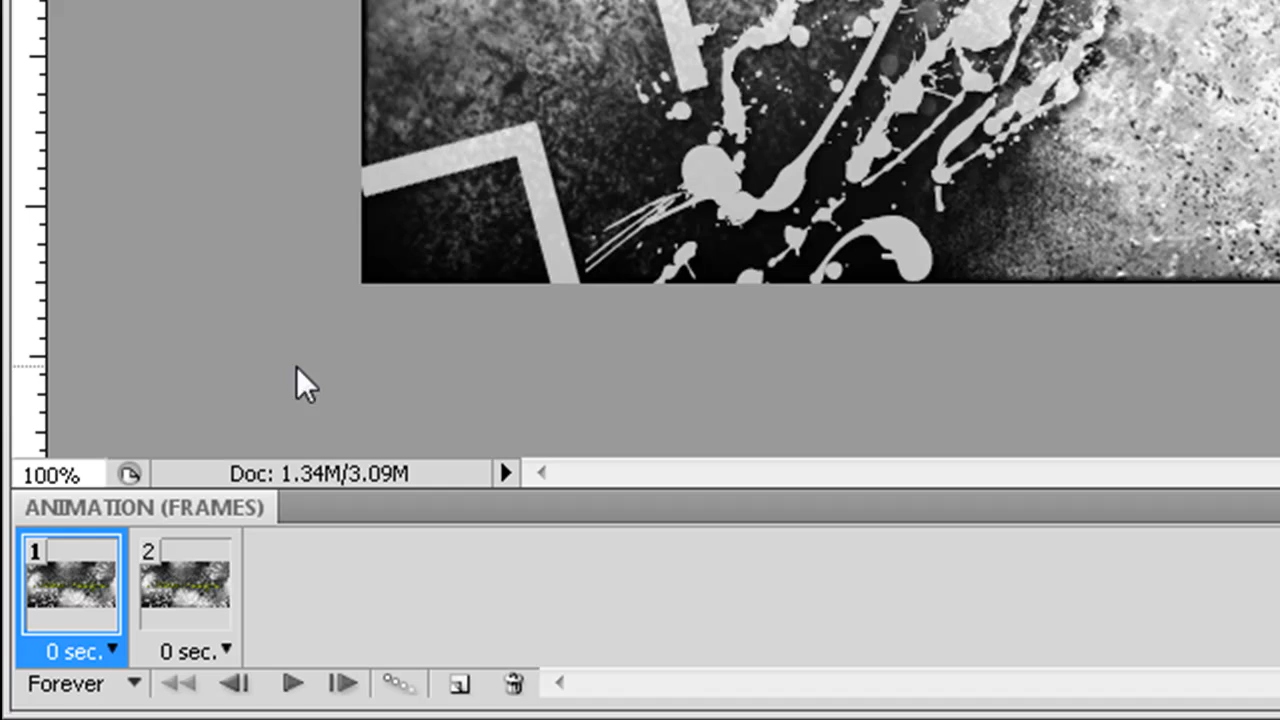 100%
Doc: 1.34M/3.09M
ANIMATION (FRAMES)
1
2
0 sec.
0 sec.
Forever